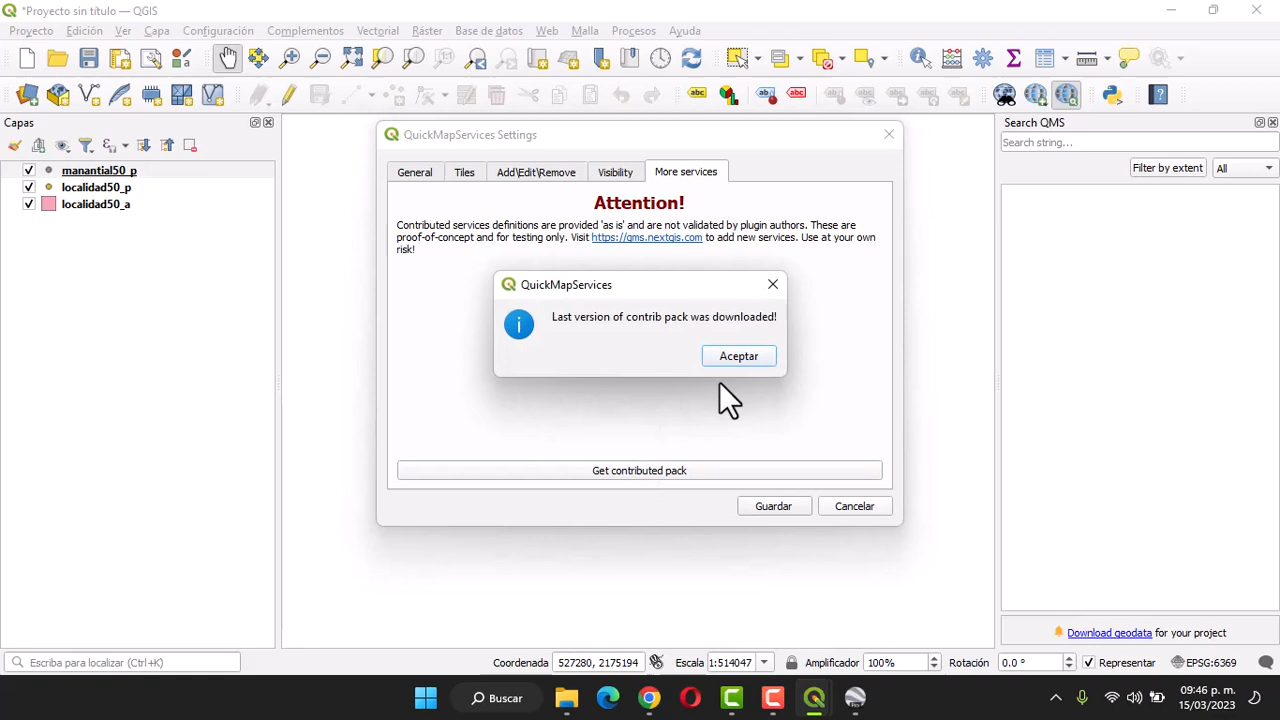 *Proyecto sin título — QGIS
Proyecto Edición Ver Capa Configuración Complementos Vectorial Ráster Base de datos Web Malla Procesos Ayuda
Capas
manantial50_p
localidad50_p
localidad50_a
QuickMapServices Settings
General Tiles Add\Edit\Remove Visibility More services
Attention!
Contributed services definitions are provided 'as is' and are not validated by plugin authors. These are
proof-of-concept and for testing only. Visit https://qms.nextgis.com to add new services. Use at your own
risk!
QuickMapServices
Last version of contrib pack was downloaded!
Aceptar
Get contributed pack
Guardar Cancelar
Search QMS
Search string...
Filter by extent All
Download geodata for your project
Escriba para localizar (Ctrl+K) Coordenada 527280, 2175194 Escala 1:514047 Amplificador 100% Rotación 0.0 ° Representar EPSG:6369
Buscar
09:46 p. m.
15/03/2023